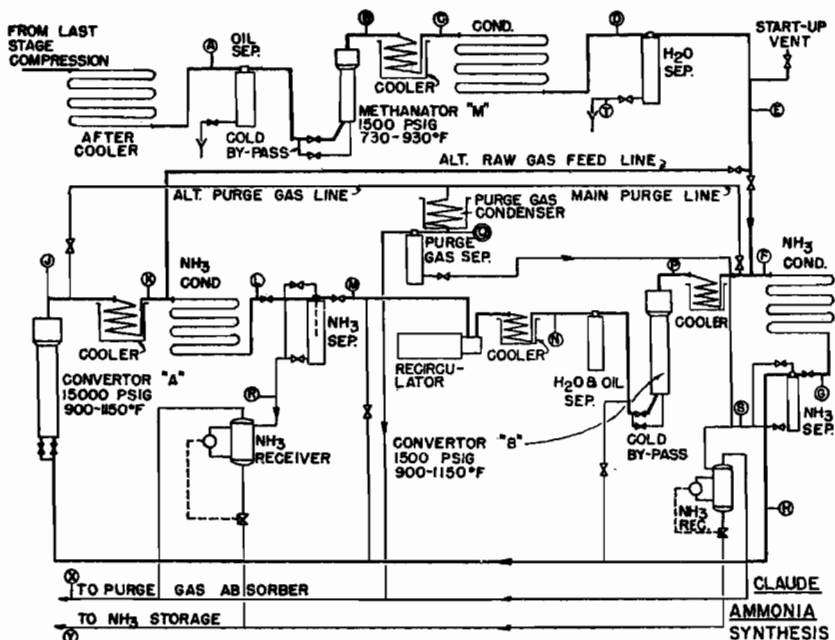 FROM LAST
STAGE
COMPRESSION
AFTER
COOLER
A
OIL
SEP.
COLD
BY-PASS
B
METHANATOR "M"
1500 PSIG
730-930°F
COOLER
C
COND.
D
H2O
SEP.
Y
START-UP
VENT
E
ALT. RAW GAS FEED LINE
ALT. PURGE GAS LINE
MAIN PURGE LINE
PURGE GAS
CONDENSER
Q
PURGE
GAS SEP.
J
K
NH3
COND
COOLER
L
M
NH3
SEP.
CONVERTOR "A"
15000 PSIG
900-1150°F
R
NH3
RECEIVER
RECIRCU-
LATOR
COOLER
N
H2O & OIL
SEP.
P
COOLER
F
NH3
COND.
CONVERTOR "B"
1500 PSIG
900-1150°F
COLD
BY-PASS
G
NH3
SEP.
S
NH3
REC.
H
X
TO PURGE GAS ABSORBER
TO NH3 STORAGE
Y
CLAUDE
AMMONIA
SYNTHESIS